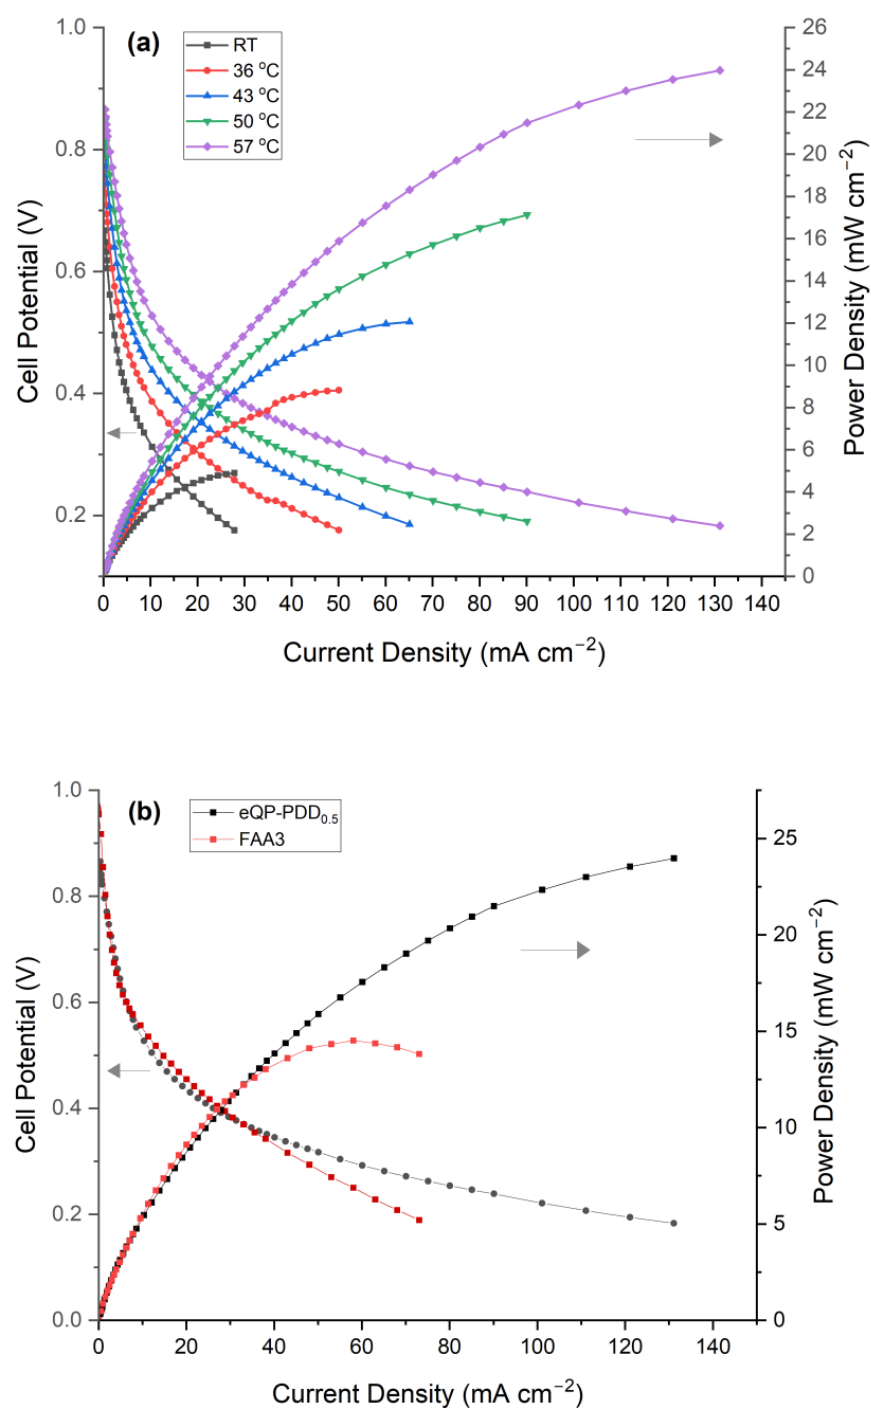 (a)
RT
36 °C
43 °C
50 °C
57 °C
1.0
0.8
0.6
0.4
0.2
Cell Potential (V)
26
24
22
20
18
16
14
12
10
8
6
4
2
0
Power Density (mW cm⁻²)
0 10 20 30 40 50 60 70 80 90 100 110 120 130 140
Current Density (mA cm⁻²)
(b)
eQP-PDD₀.₅
FAA3
1.0
0.8
0.6
0.4
0.2
0.0
Cell Potential (V)
25
20
15
10
5
0
Power Density (mW cm⁻²)
0 20 40 60 80 100 120 140
Current Density (mA cm⁻²)